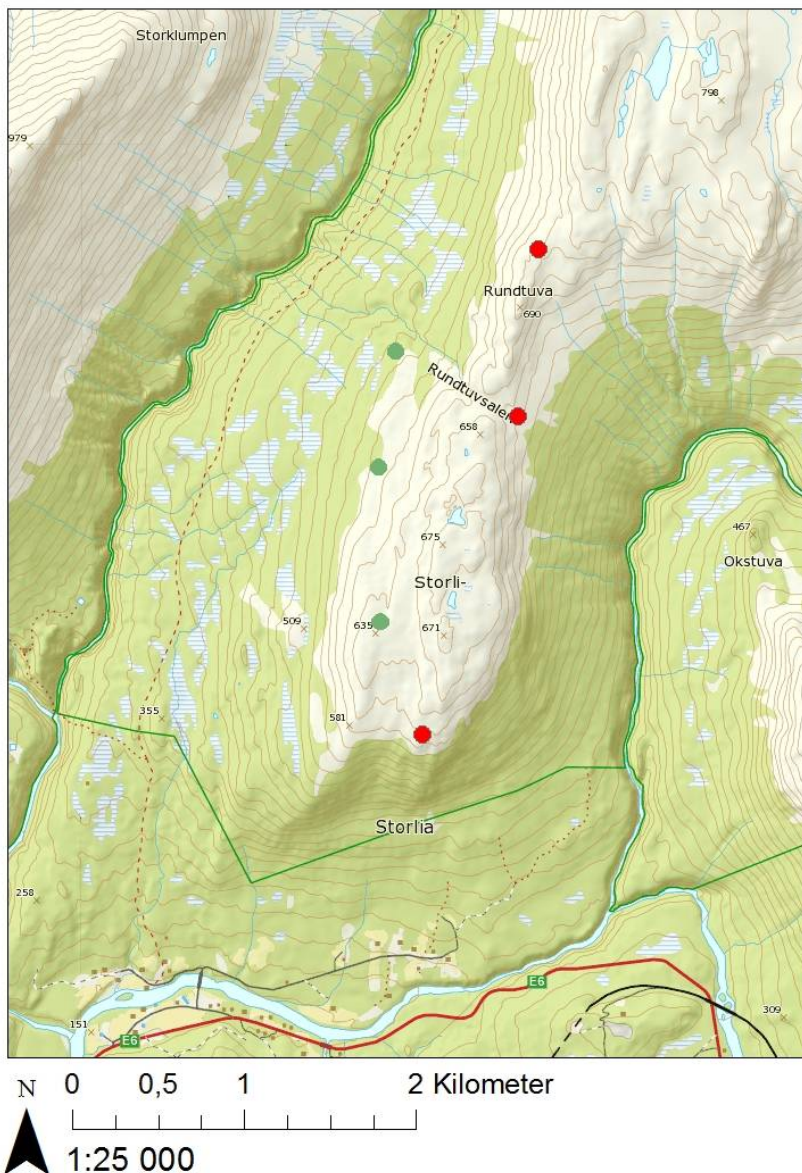 Storklumpen
798
979
Rundtuva
690
Rundtuvsalen
658
467
675
Okstuva
Storli-
509
635
671
355
581
Storlia
258
E6
309
151
E6
N 0 0,5 1 2 Kilometer
1:25 000